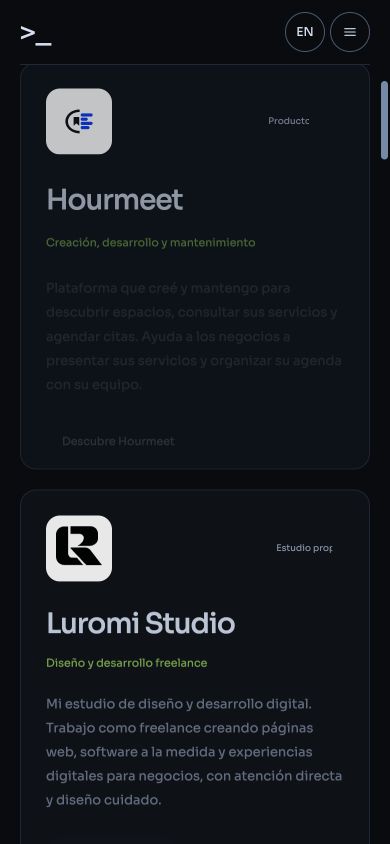 >_
EN
Hourmeet
Creación, desarrollo y mantenimiento
Plataforma que creé y mantengo para
descubrir espacios, consultar sus servicios y
agendar citas. Ayuda a los negocios a
presentar sus servicios y organizar su agenda
con su equipo.
Descubre Hourmeet
Estudio
Luromi Studio
Diseño y desarrollo freelance
Mi estudio de diseño y desarrollo digital.
Trabajo como freelance creando páginas
web, software a la medida y experiencias
digitales para negocios, con atención directa
y diseño cuidado.